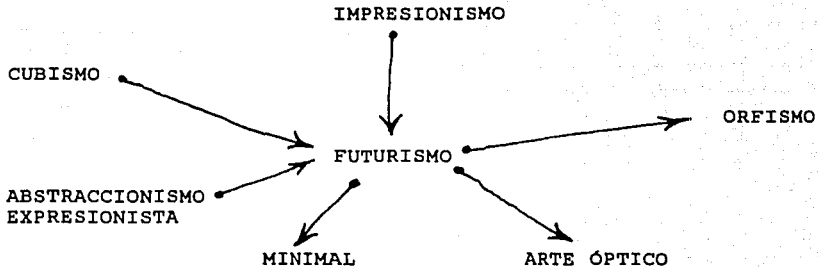 IMPRESIONISMO
CUBISMO
ORFISMO
FUTURISMO
ABSTRACCIONISMO
EXPRESIONISTA
MINIMAL
ARTE ÓPTICO